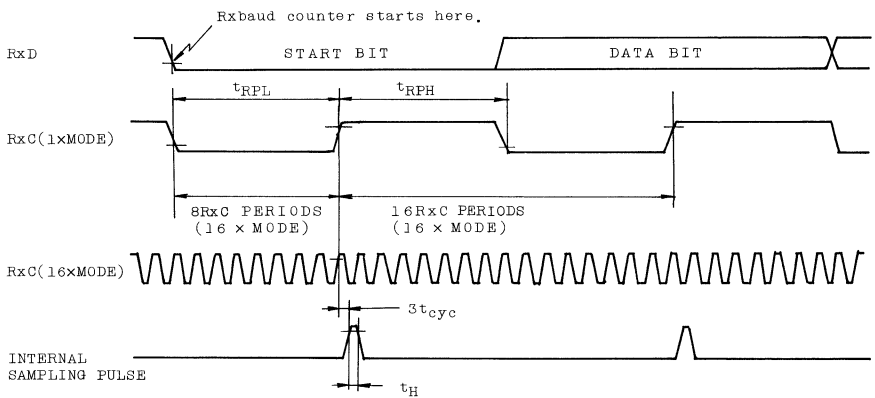 Rxbaud counter starts here.
RxD
START BIT
DATA BIT
tRPL
tRPH
RxC(1×MODE)
8RxC PERIODS
(16 × MODE)
16RxC PERIODS
(16 × MODE)
RxC(16×MODE)
3tcyc
INTERNAL
SAMPLING PULSE
tH